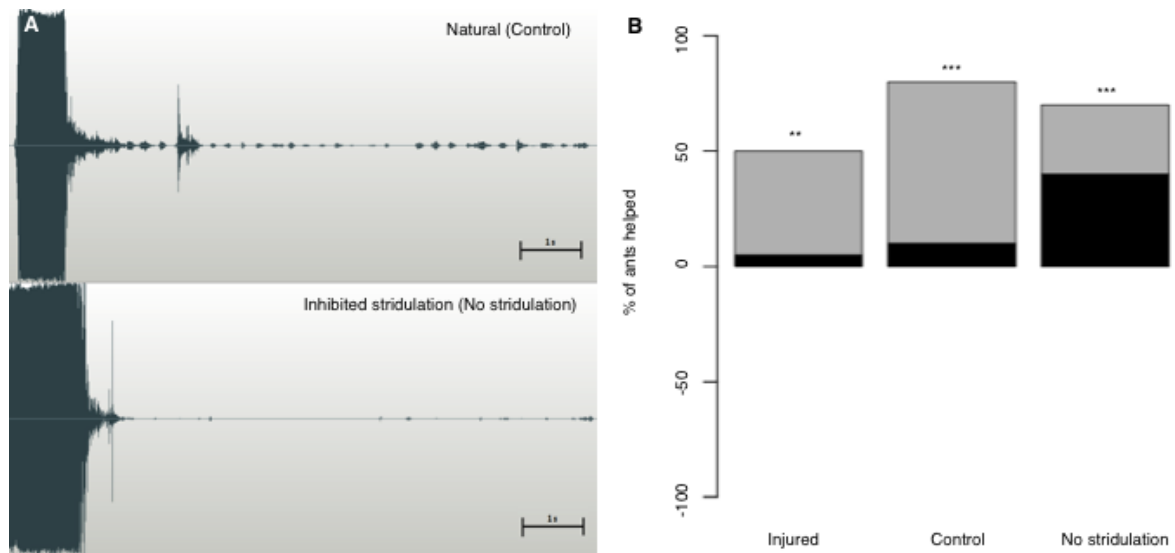 A
Natural (Control)
1s
Inhibited stridulation (No stridulation)
1s
B
% of ants helped
100
50
0
-50
-100
**
***
***
Injured
Control
No stridulation